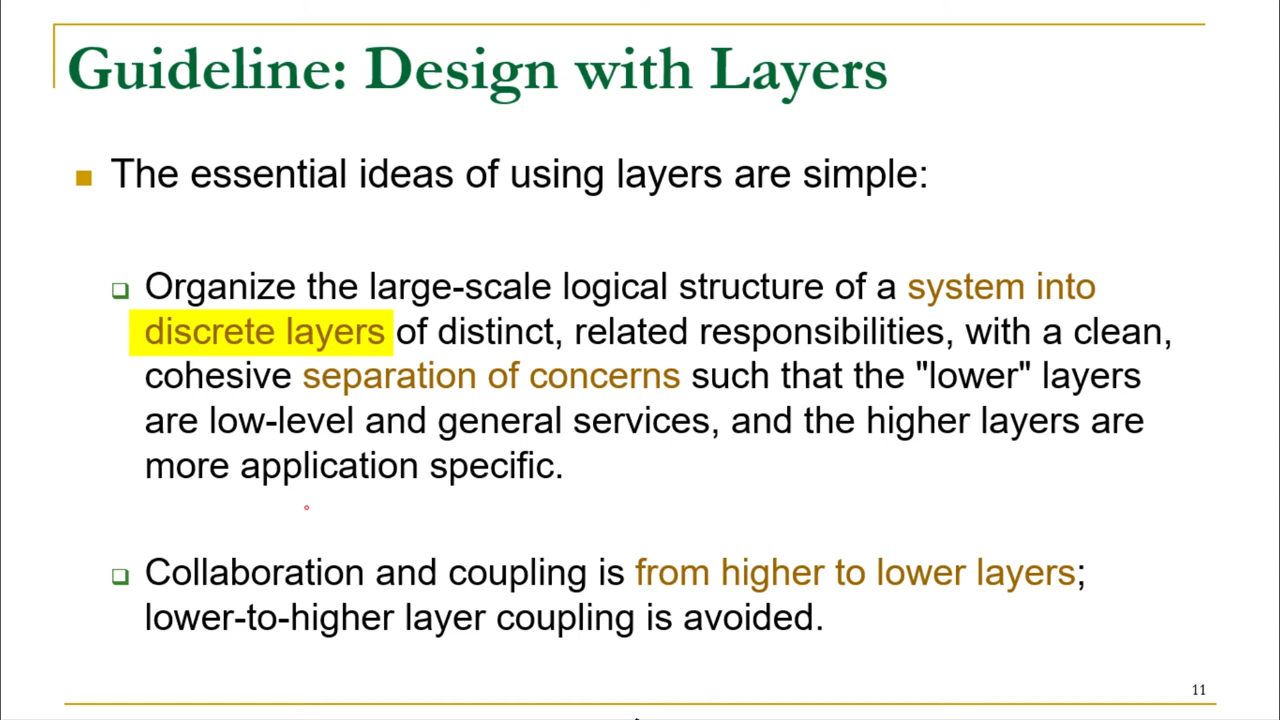 Guideline: Design with Layers
The essential ideas of using layers are simple:
Organize the large-scale logical structure of a system into
discrete layers of distinct, related responsibilities, with a clean,
cohesive separation of concerns such that the "lower" layers
are low-level and general services, and the higher layers are
more application specific.
Collaboration and coupling is from higher to lower layers;
lower-to-higher layer coupling is avoided.
11